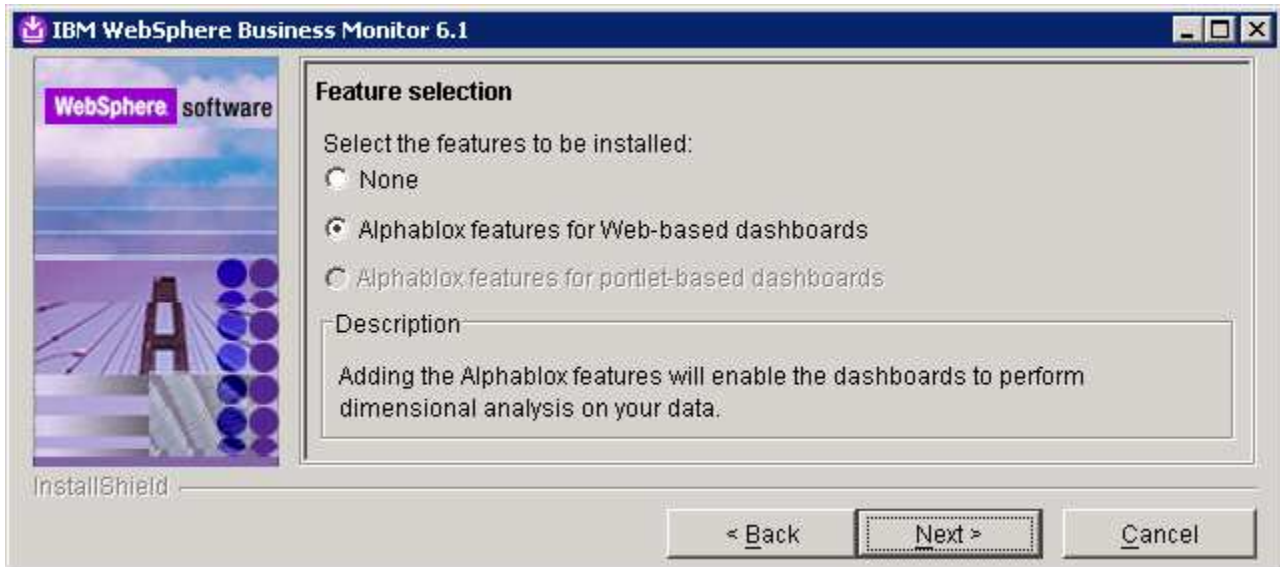 IBM WebSphere Business Monitor 6.1
WebSphere software
Feature selection
Select the features to be installed:
None
Alphablox features for Web-based dashboards
Alphablox features for portlet-based dashboards
Description
Adding the Alphablox features will enable the dashboards to perform
dimensional analysis on your data.
InstallShield
< Back
Next >
Cancel